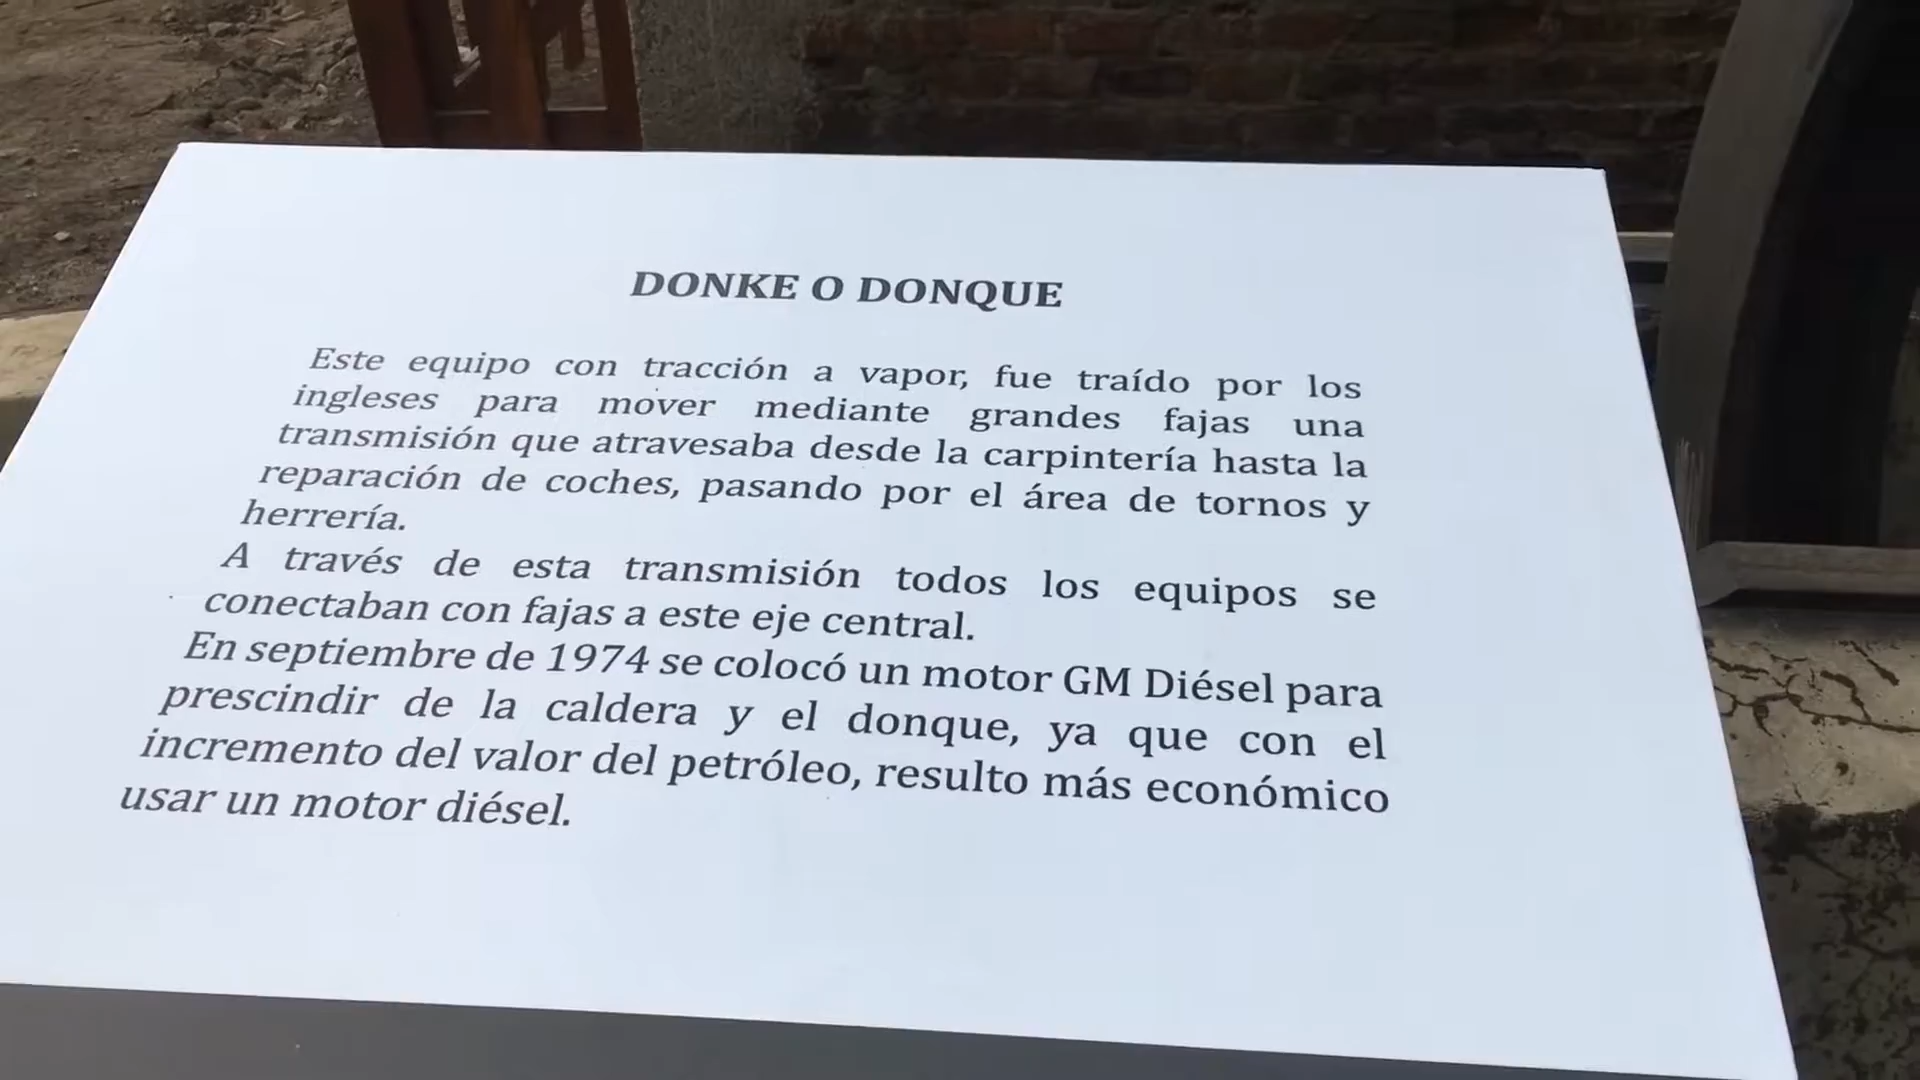 DONKE O DONQUE
Este equipo con tracción a vapor, fue traído por los
ingleses para mover mediante grandes fajas una
transmisión que atravesaba desde la carpintería hasta la
reparación de coches, pasando por el área de tornos y
herrería.
A través de esta transmisión todos los equipos se
conectaban con fajas a este eje central.
En septiembre de 1974 se colocó un motor GM Diésel para
prescindir de la caldera y el donque, ya que con el
incremento del valor del petróleo, resulto más económico
usar un motor diésel.